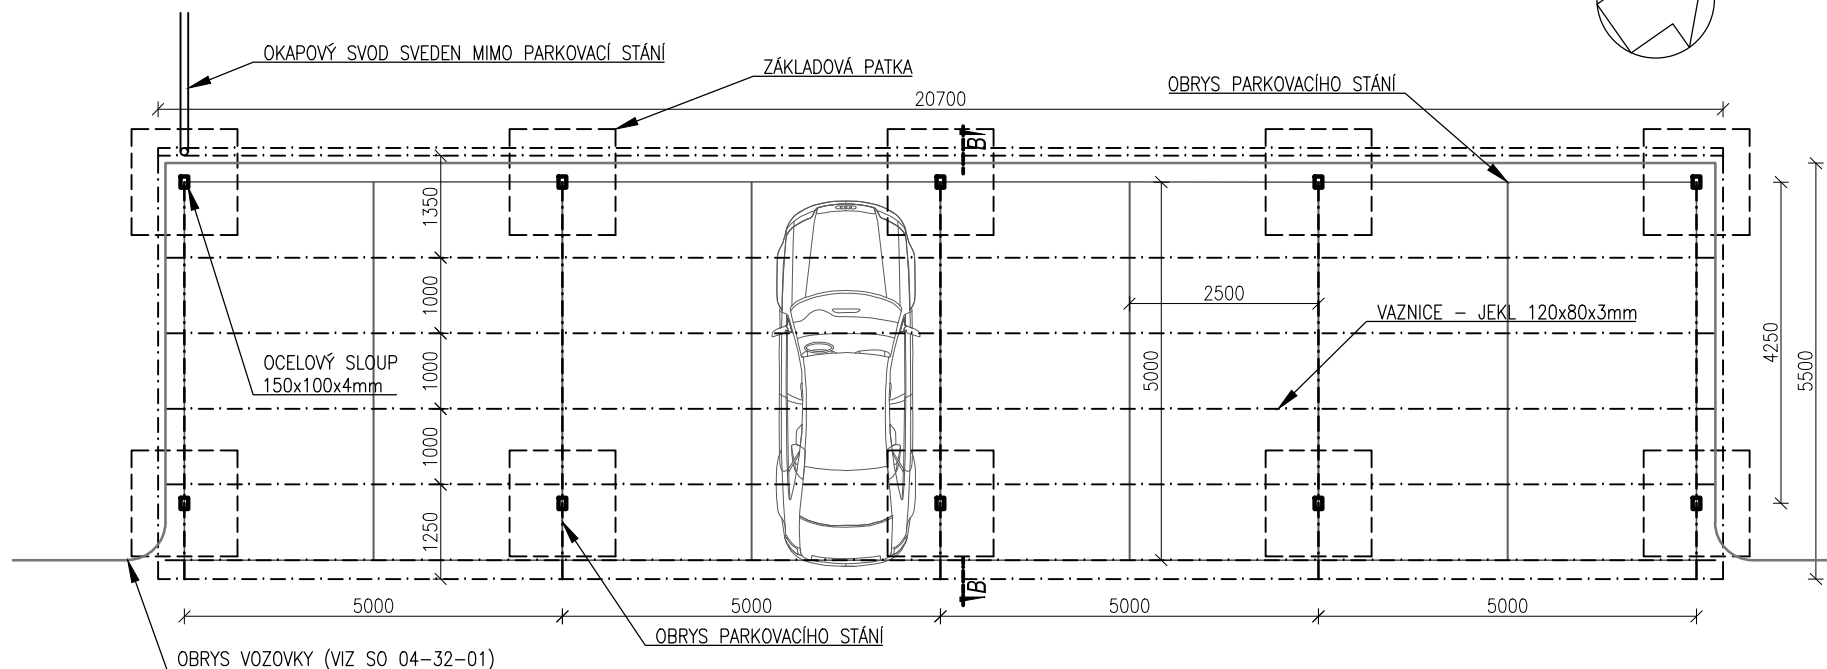 OKAPOVÝ SVOD SVEDEN MIMO PARKOVACÍ STÁNÍ
ZÁKLADOVÁ PATKA
OBRYS PARKOVACÍHO STÁNÍ
20700
B
1350
1000
2500
VAZNICE - JEKL 120x80x3mm
OCELOVÝ SLOUP
150x100x4mm
1000
5000
4250
5500
1000
1250
B
5000
5000
5000
5000
OBRYS PARKOVACÍHO STÁNÍ
OBRYS VOZOVKY (VIZ SO 04-32-01)